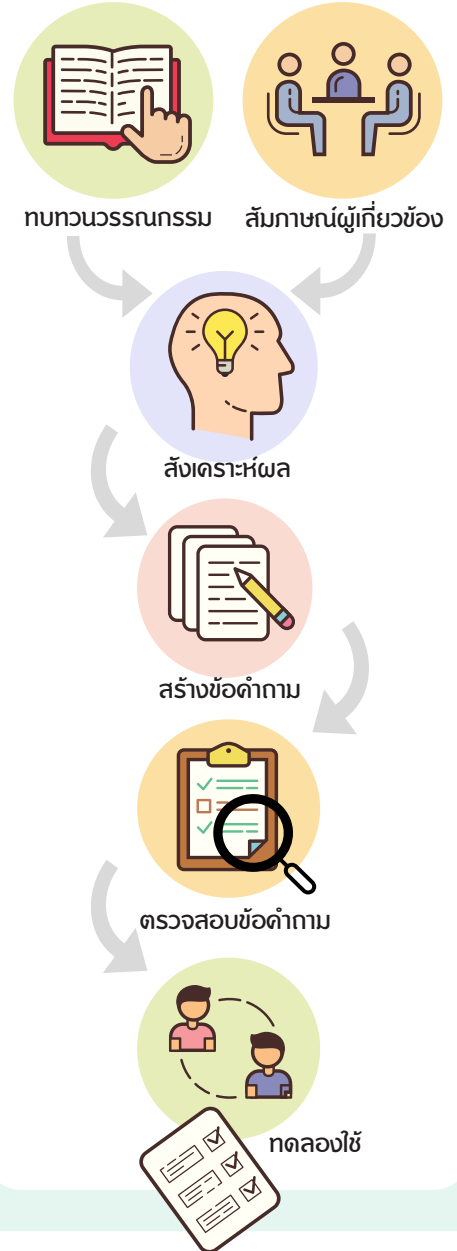 ทบทวนวรรณกรรม
สัมภาษณ์ผู้เกี่ยวข้อง
สังเคราะห์ผล
สร้างข้อคำถาม
ตรวจสอบข้อคำถาม
ทดลองใช้